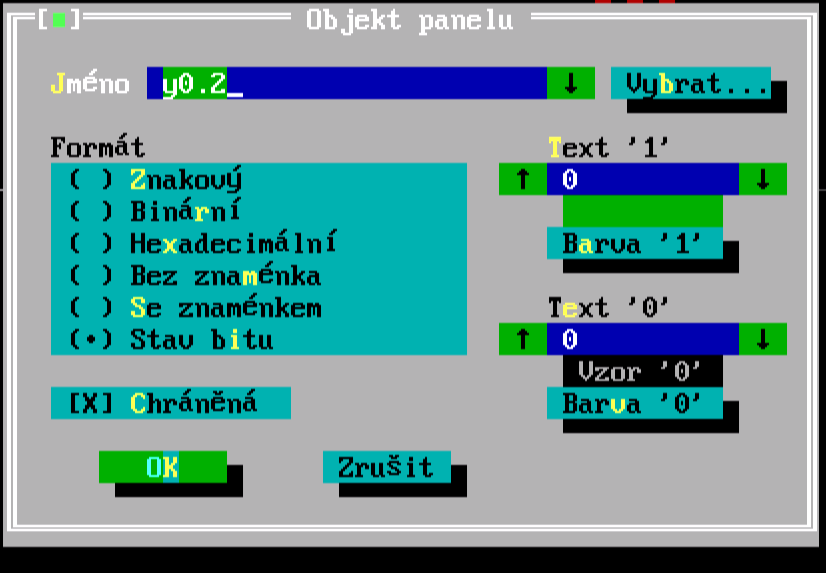 [■] Objekt panelu
Jméno y0.2_ ↓ Vybrat...
Formát
( ) Znakový
( ) Binární
( ) Hexadecimální
( ) Bez znaménka
( ) Se znaménkem
(•) Stav bitu
[X] Chráněná
Text '1'
↑ 0 ↓
Barva '1'
Text '0'
↑ 0 ↓
Vzor '0'
Barva '0'
OK Zrušit